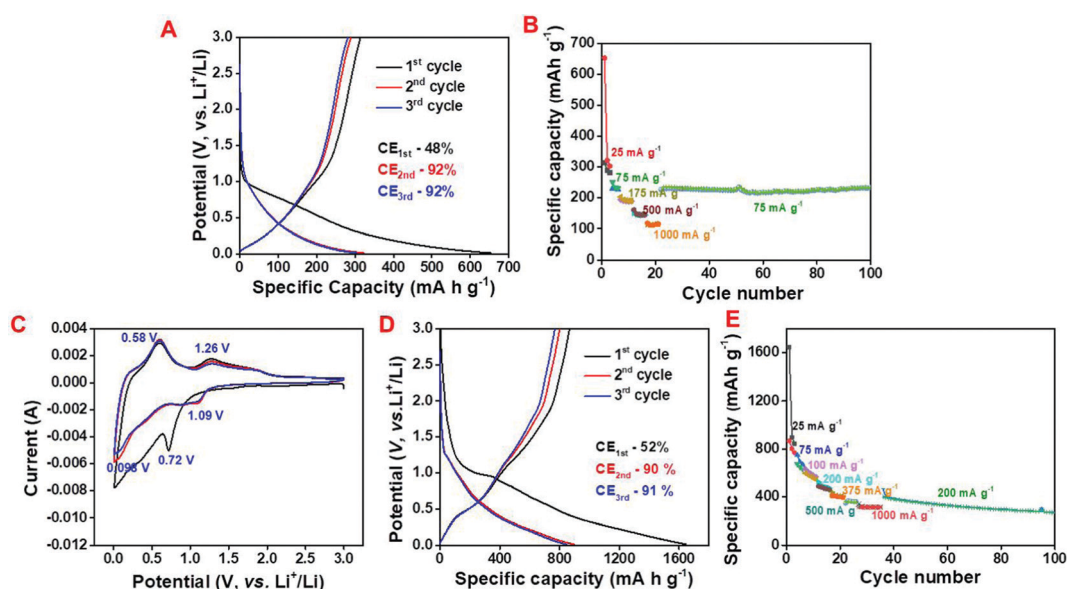 A
3.0
2.5
2.0
1.5
1.0
0.5
0.0
Potential (V, vs. Li⁺/Li)
1ˢᵗ cycle
2ⁿᵈ cycle
3ʳᵈ cycle
CE₁ₛₜ - 48%
CE₂ₙ𝒹 - 92%
CE₃ᵣ𝒹 - 92%
0 100 200 300 400 500 600 700
Specific Capacity (mA h g⁻¹)
B
700
600
500
400
300
200
100
0
Specific capacity (mAh g⁻¹)
25 mA g⁻¹
75 mA g⁻¹
175 mA g⁻¹
500 mA g⁻¹
1000 mA g⁻¹
75 mA g⁻¹
0 20 40 60 80 100
Cycle number
C
0.004
0.002
0.000
-0.002
-0.004
-0.006
-0.008
-0.010
-0.012
Current (A)
0.58 V
1.26 V
1.09 V
0.72 V
0.098 V
0.0 0.5 1.0 1.5 2.0 2.5 3.0
Potential (V, vs. Li⁺/Li)
D
3.0
2.5
2.0
1.5
1.0
0.5
0.0
Potential (V, vs.Li⁺/Li)
1ˢᵗ cycle
2ⁿᵈ cycle
3ʳᵈ cycle
CE₁ₛₜ - 52%
CE₂ₙ𝒹 - 90 %
CE₃ᵣ𝒹 - 91 %
0 400 800 1200 1600
Specific capacity (mA h g⁻¹)
E
1600
1200
800
400
0
Specific capacity (mAh g⁻¹)
25 mA g⁻¹
75 mA g⁻¹
100 mA g⁻¹
200 mA g⁻¹
375 mA g⁻¹
500 mA g
1000 mA g⁻¹
200 mA g⁻¹
0 20 40 60 80 100
Cycle number